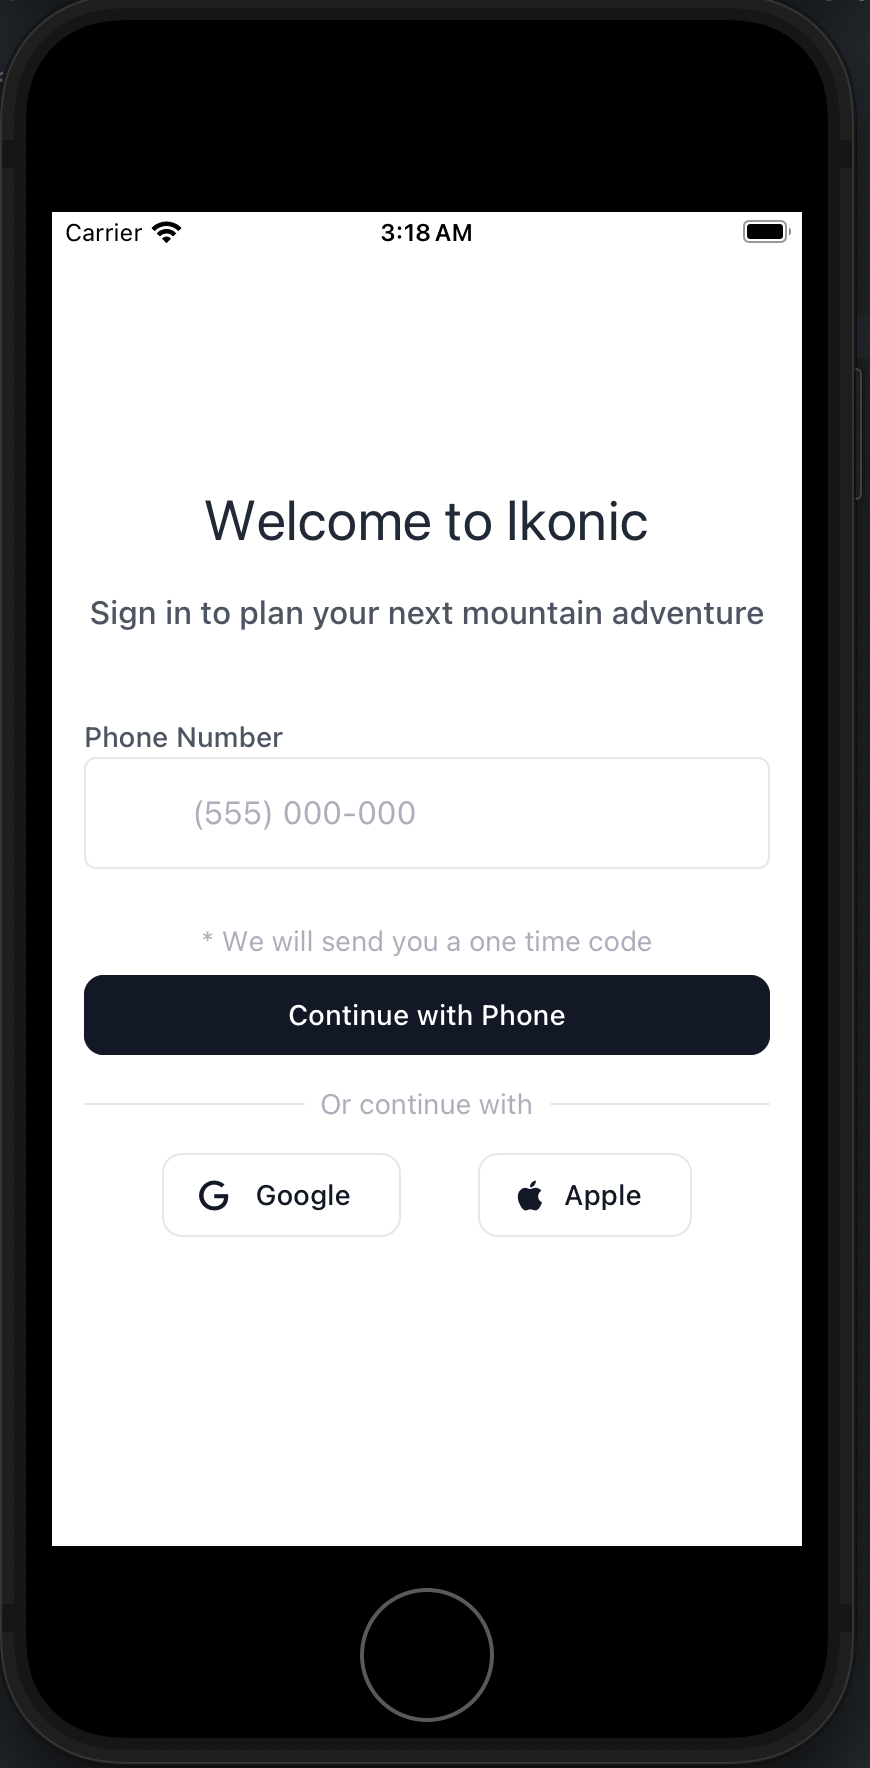 Carrier 3:18 AM
Welcome to Ikonic
Sign in to plan your next mountain adventure
Phone Number
(555) 000-000
* We will send you a one time code
Continue with Phone
Or continue with
Google Apple